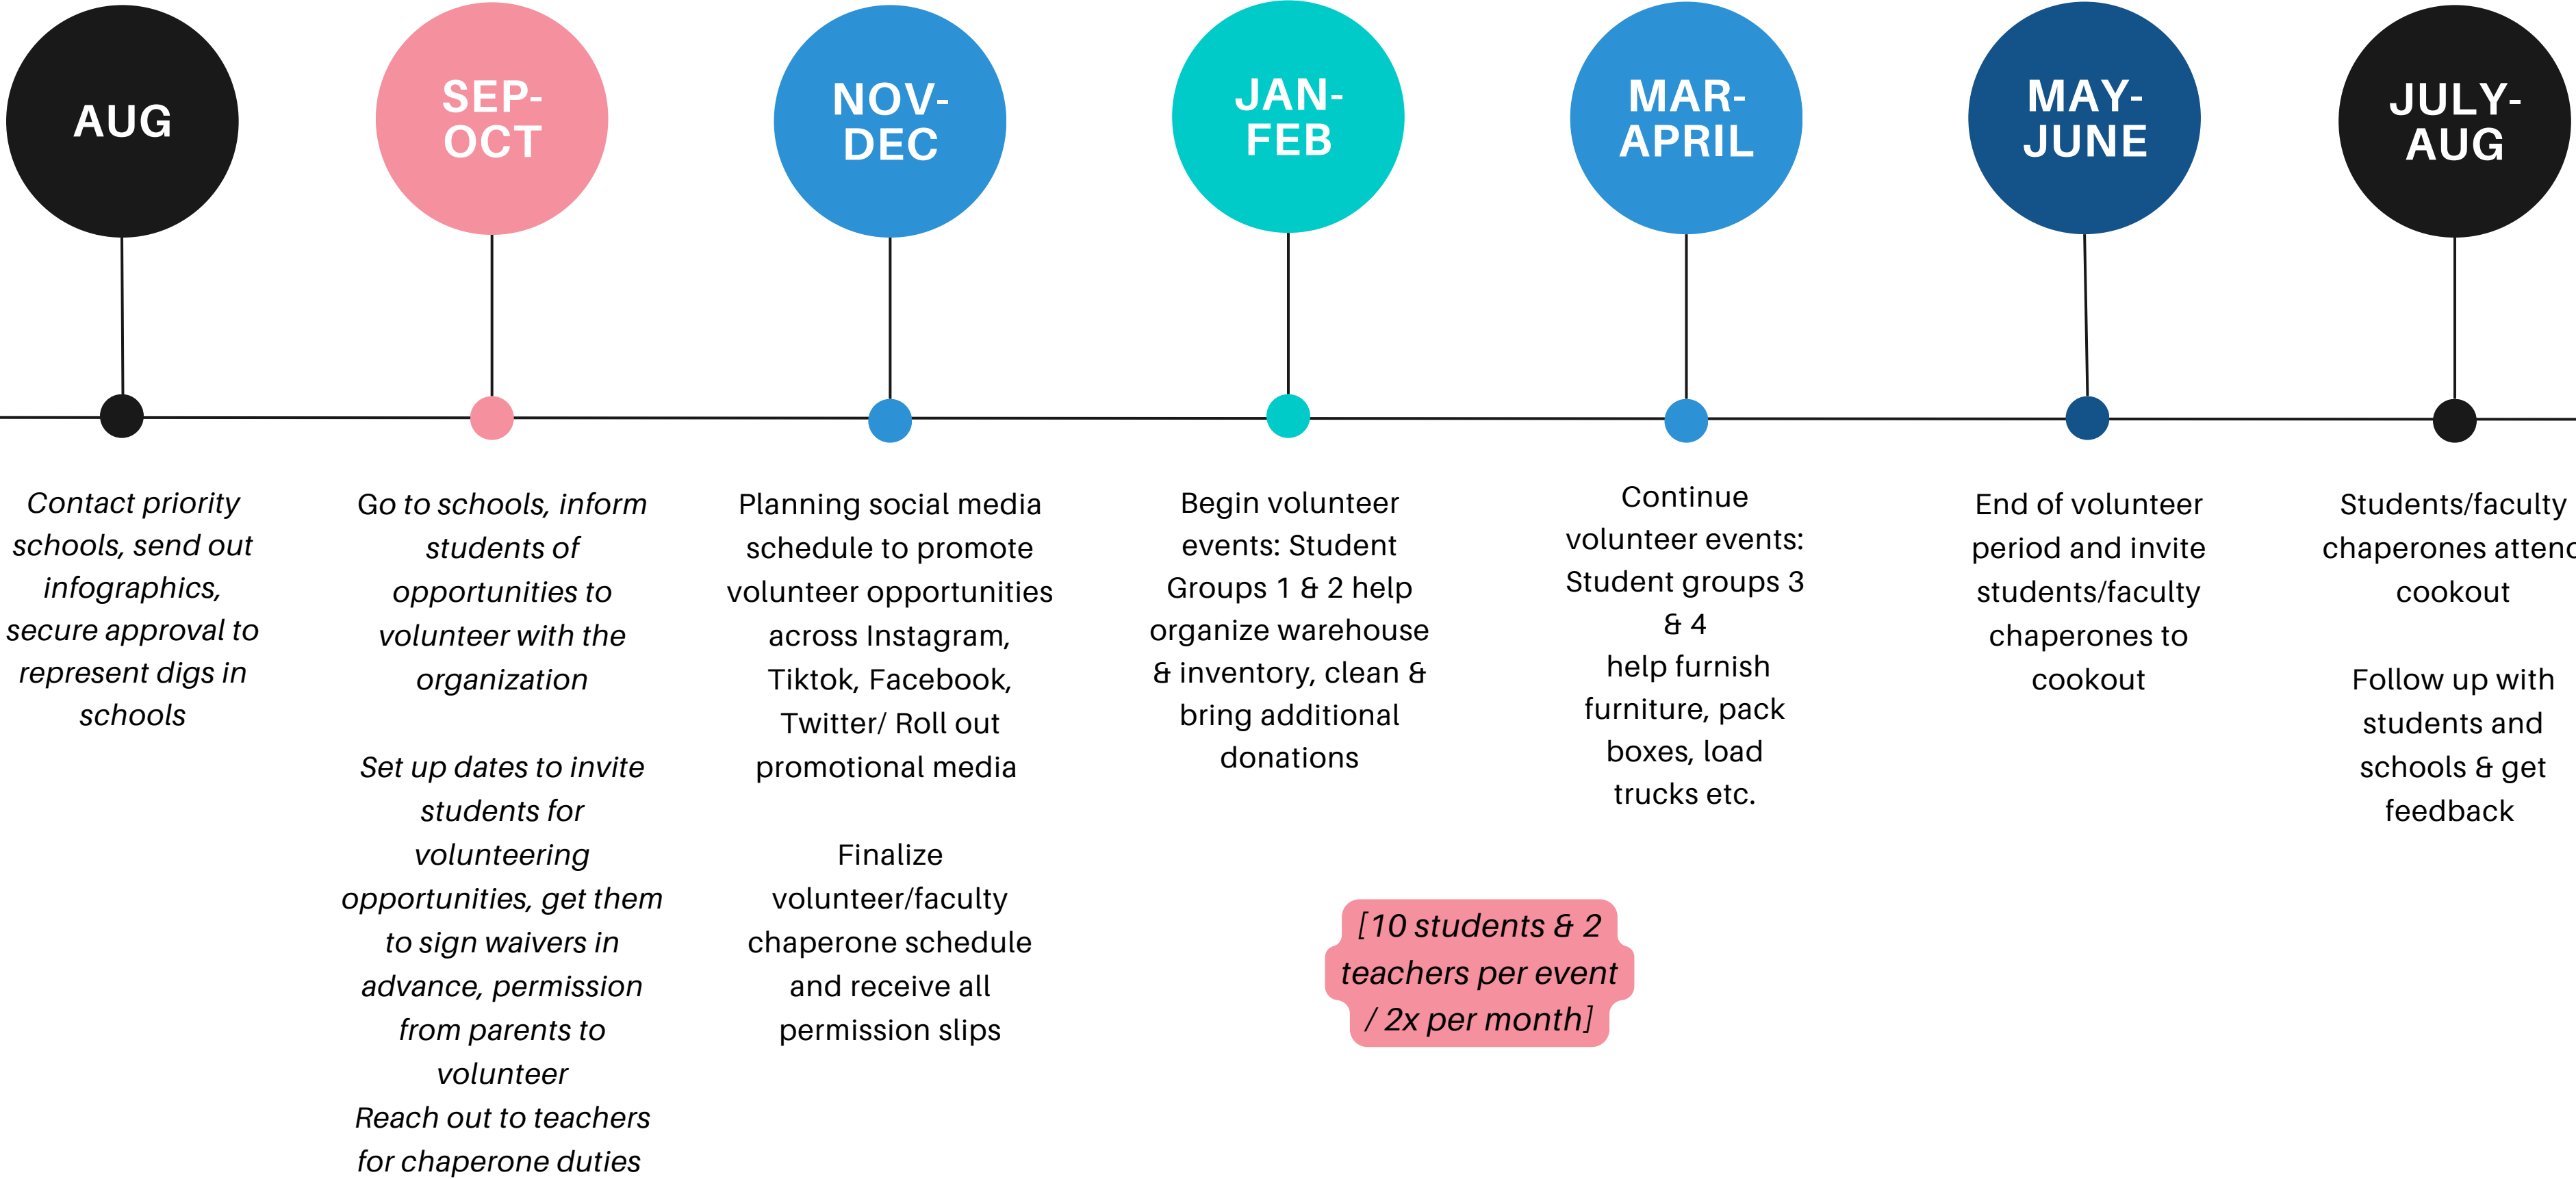 AUG
SEP-
OCT
NOV-
DEC
JAN-
FEB
MAR-
APRIL
MAY-
JUNE
JULY-
AUG
Contact priority
schools, send out
infographics,
secure approval to
represent digs in
schools
Go to schools, inform
students of
opportunities to
volunteer with the
organization
Set up dates to invite
students for
volunteering
opportunities, get them
to sign waivers in
advance, permission
from parents to
volunteer
Reach out to teachers
for chaperone duties
Planning social media
schedule to promote
volunteer opportunities
across Instagram,
Tiktok, Facebook,
Twitter/ Roll out
promotional media
Finalize
volunteer/faculty
chaperone schedule
and receive all
permission slips
Begin volunteer
events: Student
Groups 1 & 2 help
organize warehouse
& inventory, clean &
bring additional
donations
Continue
volunteer events:
Student groups 3
& 4
help furnish
furniture, pack
boxes, load
trucks etc.
[10 students & 2
teachers per event
/ 2x per month]
End of volunteer
period and invite
students/faculty
chaperones to
cookout
Students/faculty
chaperones attend
cookout
Follow up with
students and
schools & get
feedback